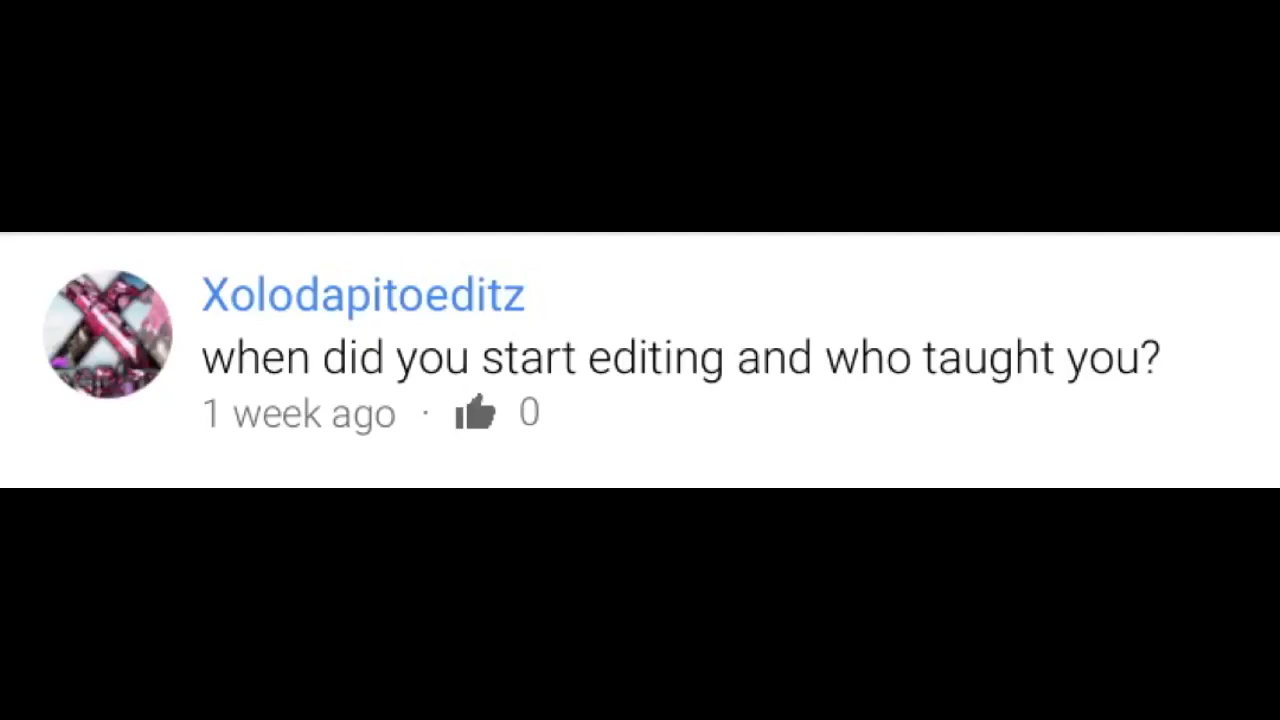 Xolodapitoeditz
when did you start editing and who taught you?
1 week ago · 0